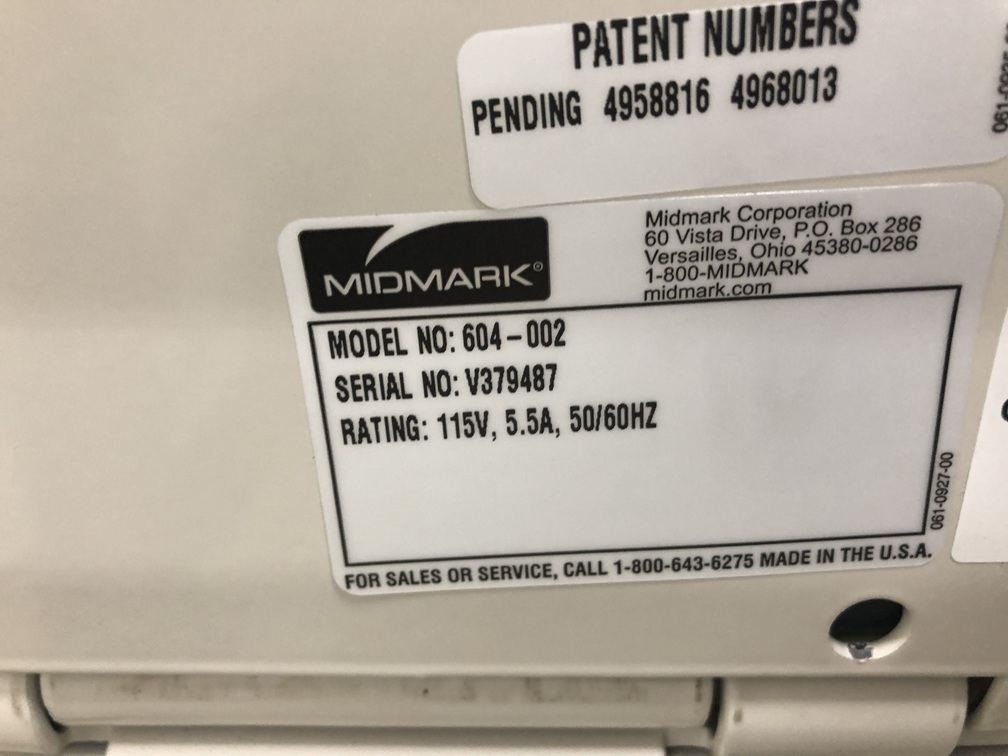 PATENT NUMBERS
PENDING 4958816 4968013
MIDMARK®
Midmark Corporation
60 Vista Drive, P.O. Box 286
Versailles, Ohio 45380-0286
1-800-MIDMARK
midmark.com
MODEL NO: 604-002
SERIAL NO: V379487
RATING: 115V, 5.5A, 50/60HZ
061-0927-00
FOR SALES OR SERVICE, CALL 1-800-643-6275 MADE IN THE U.S.A.